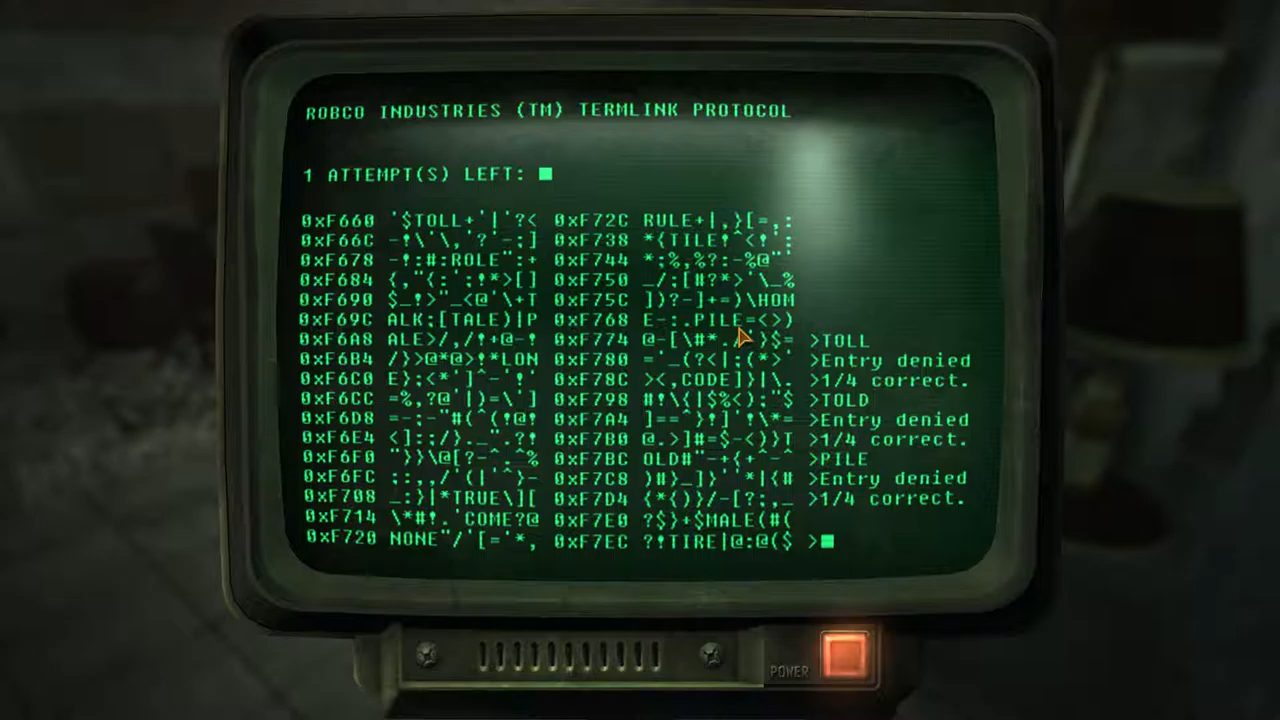 ROBCO INDUSTRIES (TM) TERMLINK PROTOCOL
1 ATTEMPT(S) LEFT: ■
0xF660 '$TOLL+'|'?< 0xF72C RULE+|,}[=,:
0xF66C -!\'\,'?'-;] 0xF738 *{TILE!^<!':
0xF678 -!:#:ROLE":+ 0xF744 *;%,%?:-%@"'
0xF684 {,"{:':!*>[] 0xF750 _/;[#?*>'\_%
0xF690 $_!>"_<@'\+T 0xF75C ])?-]+=)\HOM
0xF69C ALK;[TALE)|P 0xF768 E-:.PILE=<>)
0xF6A8 ALE>/,/!+@-! 0xF774 @-[\#*./'}$= >TOLL
0xF6B4 /}>@*@>!*LON 0xF780 ='_(?<|;(*>' >Entry denied
0xF6C0 E};<*']^-'!' 0xF78C ><,CODE]}|\. >1/4 correct.
0xF6CC =%,?@'|)=\'] 0xF798 #!\{|$%<);"$ >TOLD
0xF6D8 =-:-"#(^(!@! 0xF7A4 ]==^}!]'!\*= >Entry denied
0xF6E4 <]:;/}._".?! 0xF7B0 @.>]#=$-<)}T >1/4 correct.
0xF6F0 "}}\@[?-^.^% 0xF7BC OLD#"-+{+^-^ >PILE
0xF6FC :;,,/'(|'^}- 0xF7C8 )#}_]}'"*|{# >Entry denied
0xF708 _:}|*TRUE\][ 0xF7D4 {*()}/-[?;,_ >1/4 correct.
0xF714 \*#!.'COME?@ 0xF7E0 ?$}+$MALE(#(
0xF720 NONE"/'[='*, 0xF7EC ?!TIRE|@:@($ >■
POWER